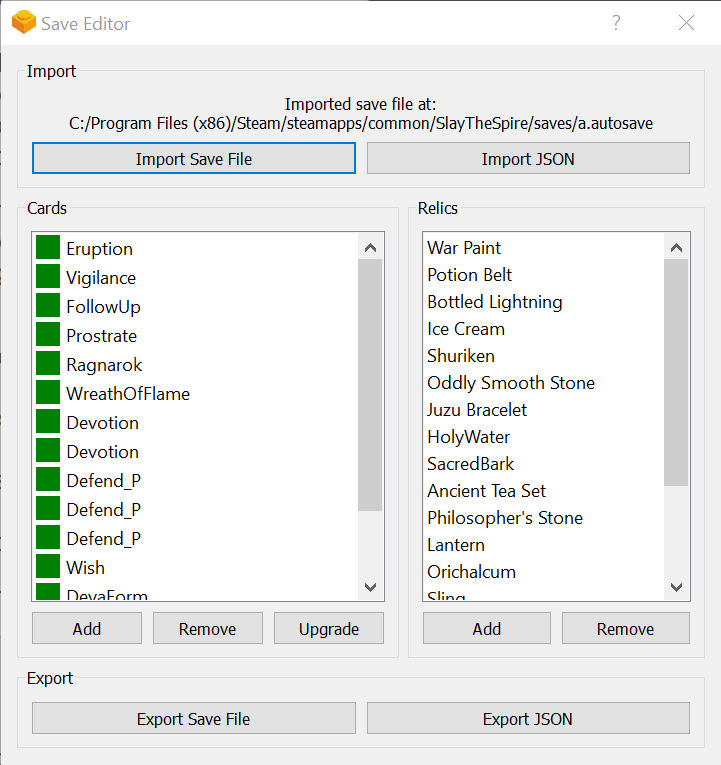 Save Editor
?
Import
Imported save file at:
C:/Program Files (x86)/Steam/steamapps/common/SlayTheSpire/saves/a.autosave
Import Save File
Import JSON
Cards
Eruption
Vigilance
FollowUp
Prostrate
Ragnarok
WreathOfFlame
Devotion
Devotion
Defend_P
Defend_P
Defend_P
Wish
DevaForm
Add
Remove
Upgrade
Relics
War Paint
Potion Belt
Bottled Lightning
Ice Cream
Shuriken
Oddly Smooth Stone
Juzu Bracelet
HolyWater
SacredBark
Ancient Tea Set
Philosopher's Stone
Lantern
Orichalcum
Sling
Add
Remove
Export
Export Save File
Export JSON